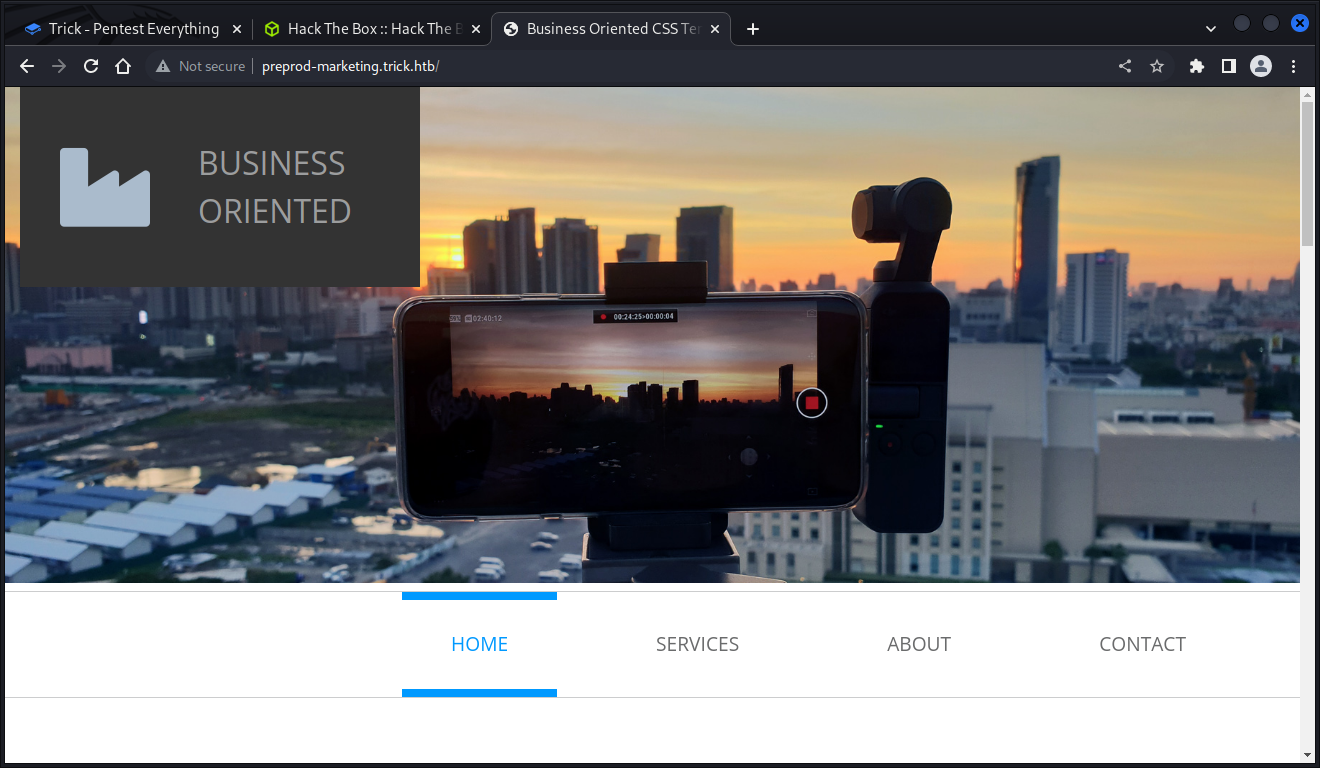 Trick - Pentest Everything
Hack The Box :: Hack The B
Business Oriented CSS Te
Not secure
preprod-marketing.trick.htb/
BUSINESS
ORIENTED
02:40:12
00:24:25>00:00:04
HOME
SERVICES
ABOUT
CONTACT